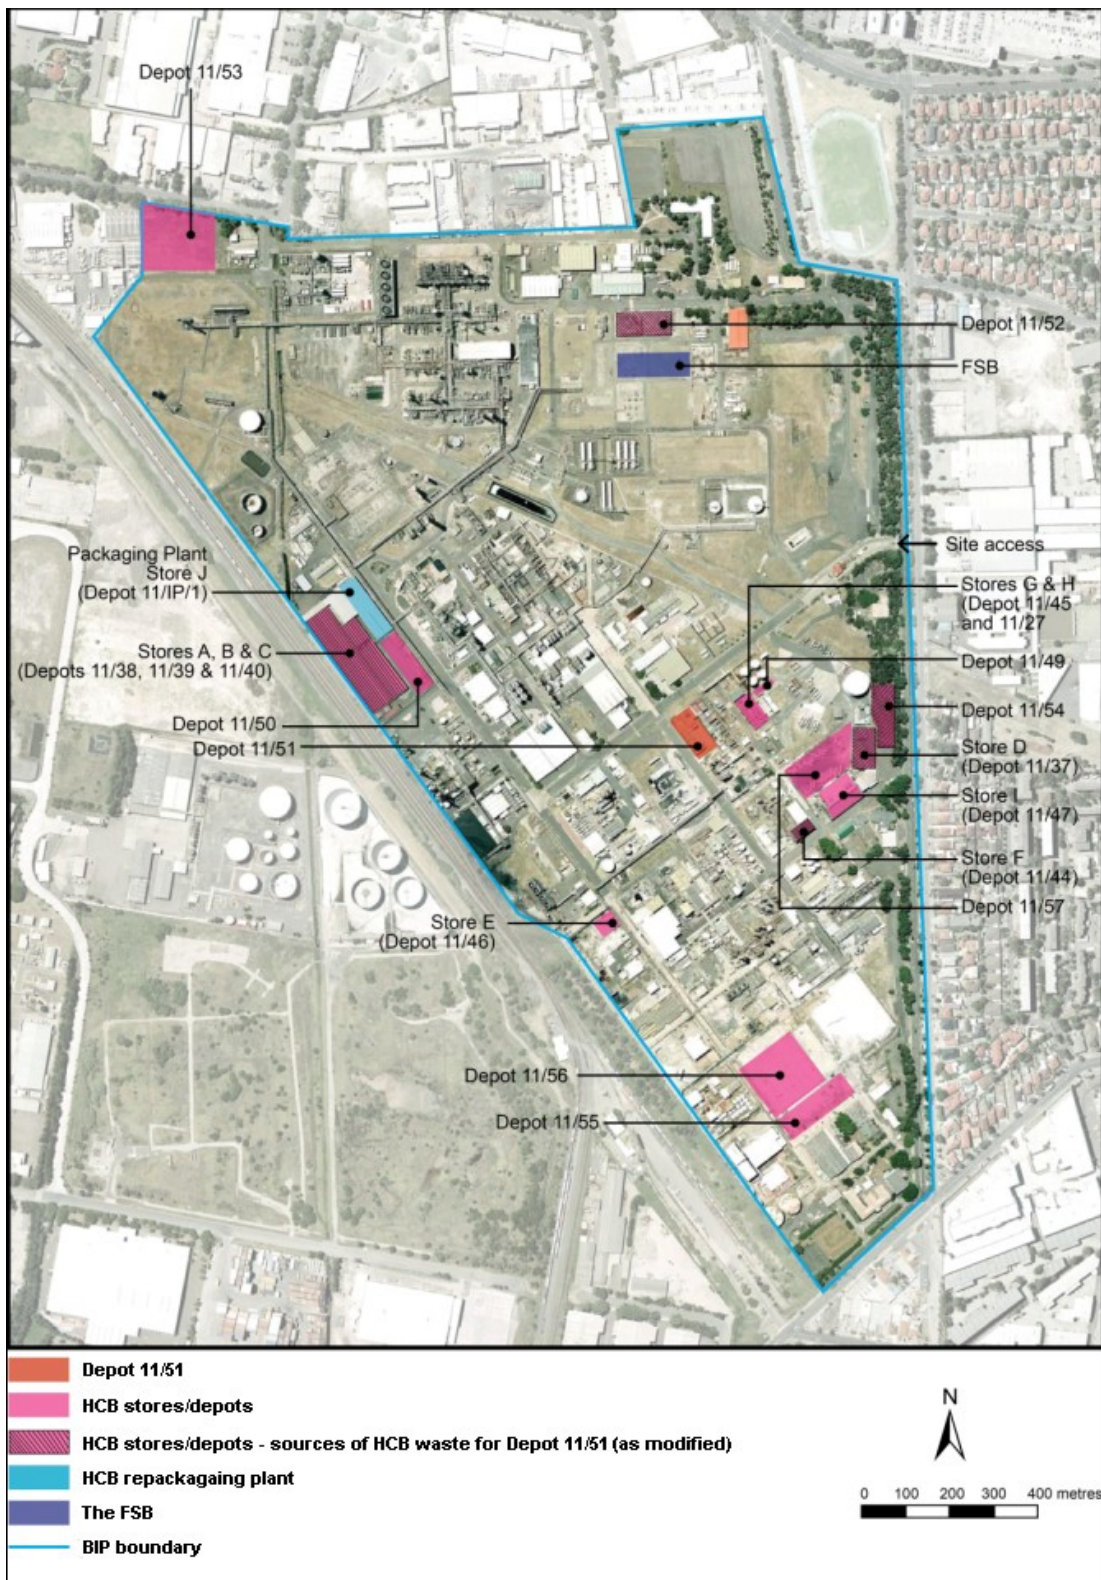 Depot 11/53
Depot 11/52
FSB
Site access
Packaging Plant
Store J
(Depot 11/IP/1)
Stores G & H
(Depot 11/45
and 11/27
Stores A, B & C
(Depots 11/38, 11/39 & 11/40)
Depot 11/49
Depot 11/50
Depot 11/54
Depot 11/51
Store D
(Depot 11/37)
Store I
(Depot 11/47)
Store F
(Depot 11/44)
Depot 11/57
Store E
(Depot 11/46)
Depot 11/56
Depot 11/55
Depot 11/51
HCB stores/depots
HCB stores/depots - sources of HCB waste for Depot 11/51 (as modified)
HCB repackagaing plant
The FSB
BIP boundary
N
0 100 200 300 400 metres